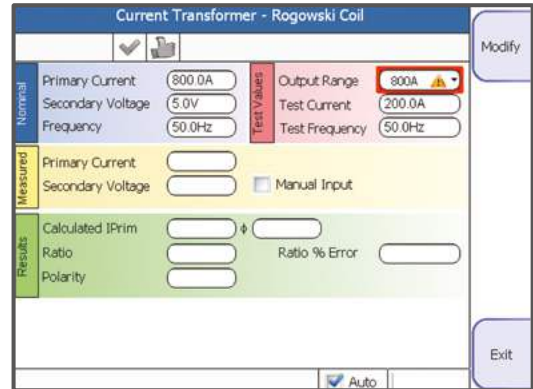 Current Transformer - Rogowski Coil
Modify
Nominal
Primary Current 800.0A
Secondary Voltage 5.0V
Frequency 50.0Hz
Test Values
Output Range 800A
Test Current 200.0A
Test Frequency 50.0Hz
Measured
Primary Current
Secondary Voltage
Manual Input
Results
Calculated IPrim ϕ
Ratio
Ratio % Error
Polarity
Exit
Auto